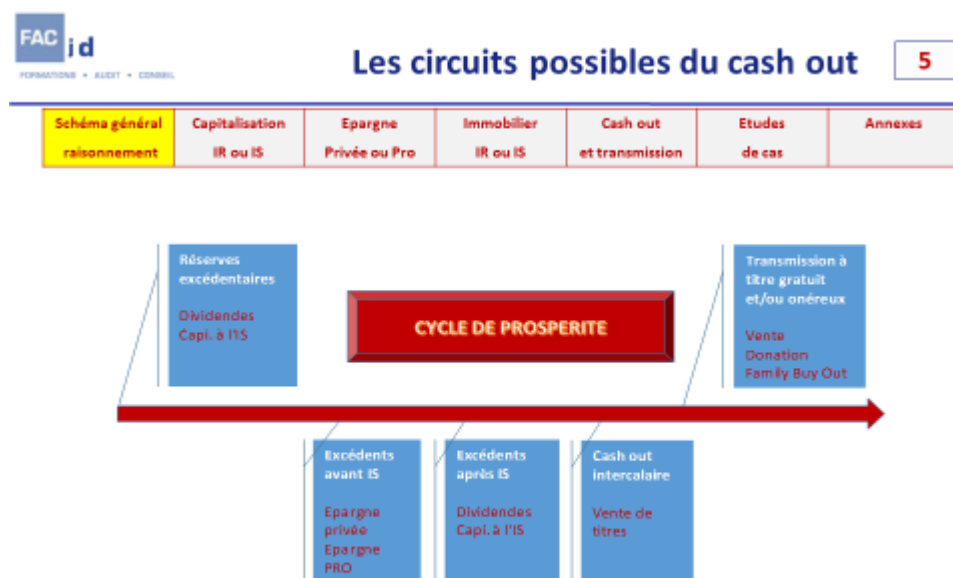 FAC jd
FORMATIONS • AUDIT • CONSEIL
Les circuits possibles du cash out
5
Schéma général
raisonnement
Capitalisation
IR ou IS
Epargne
Privée ou Pro
Immobilier
IR ou IS
Cash out
et transmission
Etudes
de cas
Annexes
Réserves
excédentaires
Dividendes
Capi. à l'IS
CYCLE DE PROSPERITE
Transmission à
titre gratuit
et/ou onéreux
Vente
Donation
Family Buy Out
Excédents
avant IS
Epargne
privée
Epargne
PRO
Excédents
après IS
Dividendes
Capi. à l'IS
Cash out
intercalaire
Vente de
titres